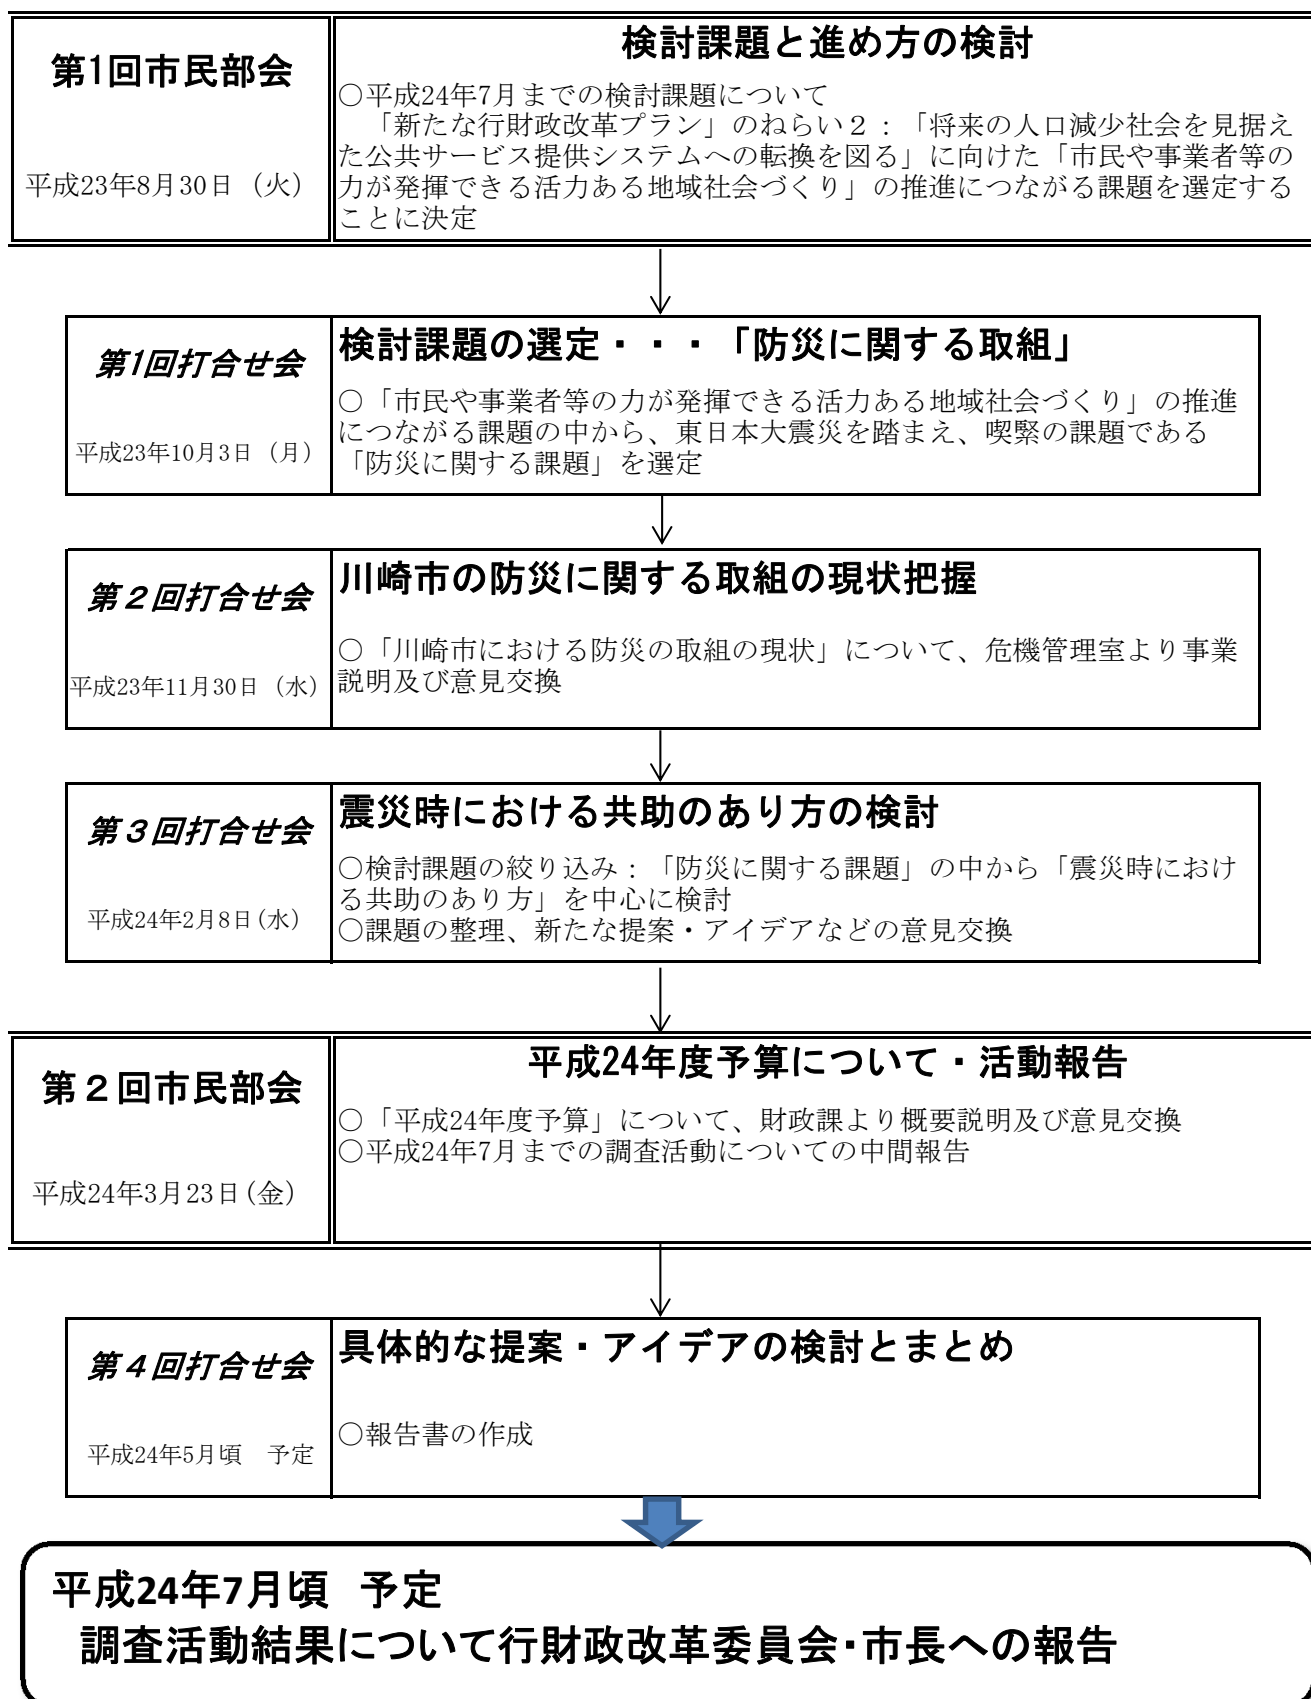 第1回市民部会
平成23年8月30日（火）
検討課題と進め方の検討
○平成24年7月までの検討課題について
「新たな行財政改革プラン」のねらい２：「将来の人口減少社会を見据え
た公共サービス提供システムへの転換を図る」に向けた「市民や事業者等の
力が発揮できる活力ある地域社会づくり」の推進につながる課題を選定する
ことに決定
第1回打合せ会
平成23年10月3日（月）
検討課題の選定・・・「防災に関する取組」
○「市民や事業者等の力が発揮できる活力ある地域社会づくり」の推進
につながる課題の中から、東日本大震災を踏まえ、喫緊の課題である
「防災に関する課題」を選定
第２回打合せ会
平成23年11月30日（水）
川崎市の防災に関する取組の現状把握
○「川崎市における防災の取組の現状」について、危機管理室より事業
説明及び意見交換
第３回打合せ会
平成24年2月8日(水)
震災時における共助のあり方の検討
○検討課題の絞り込み：「防災に関する課題」の中から「震災時におけ
る共助のあり方」を中心に検討
○課題の整理、新たな提案・アイデアなどの意見交換
第２回市民部会
平成24年3月23日(金)
平成24年度予算について・活動報告
○「平成24年度予算」について、財政課より概要説明及び意見交換
○平成24年7月までの調査活動についての中間報告
第４回打合せ会
平成24年5月頃　予定
具体的な提案・アイデアの検討とまとめ
○報告書の作成
平成24年7月頃　予定
調査活動結果について行財政改革委員会・市長への報告